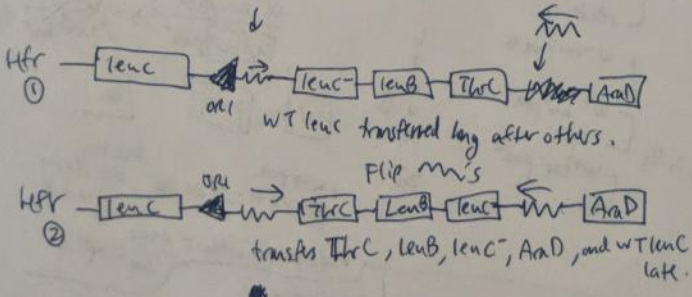 Hfr leuC leuC⁻ leuB ThrC AraD
① ORI
WT leuC transferred long after others.
Flip
ORI
Hfr leuC ThrC LeuB leuC⁻ AraD
②
transfers ThrC, LeuB, leuC⁻, AraD, and WT leuC
late.